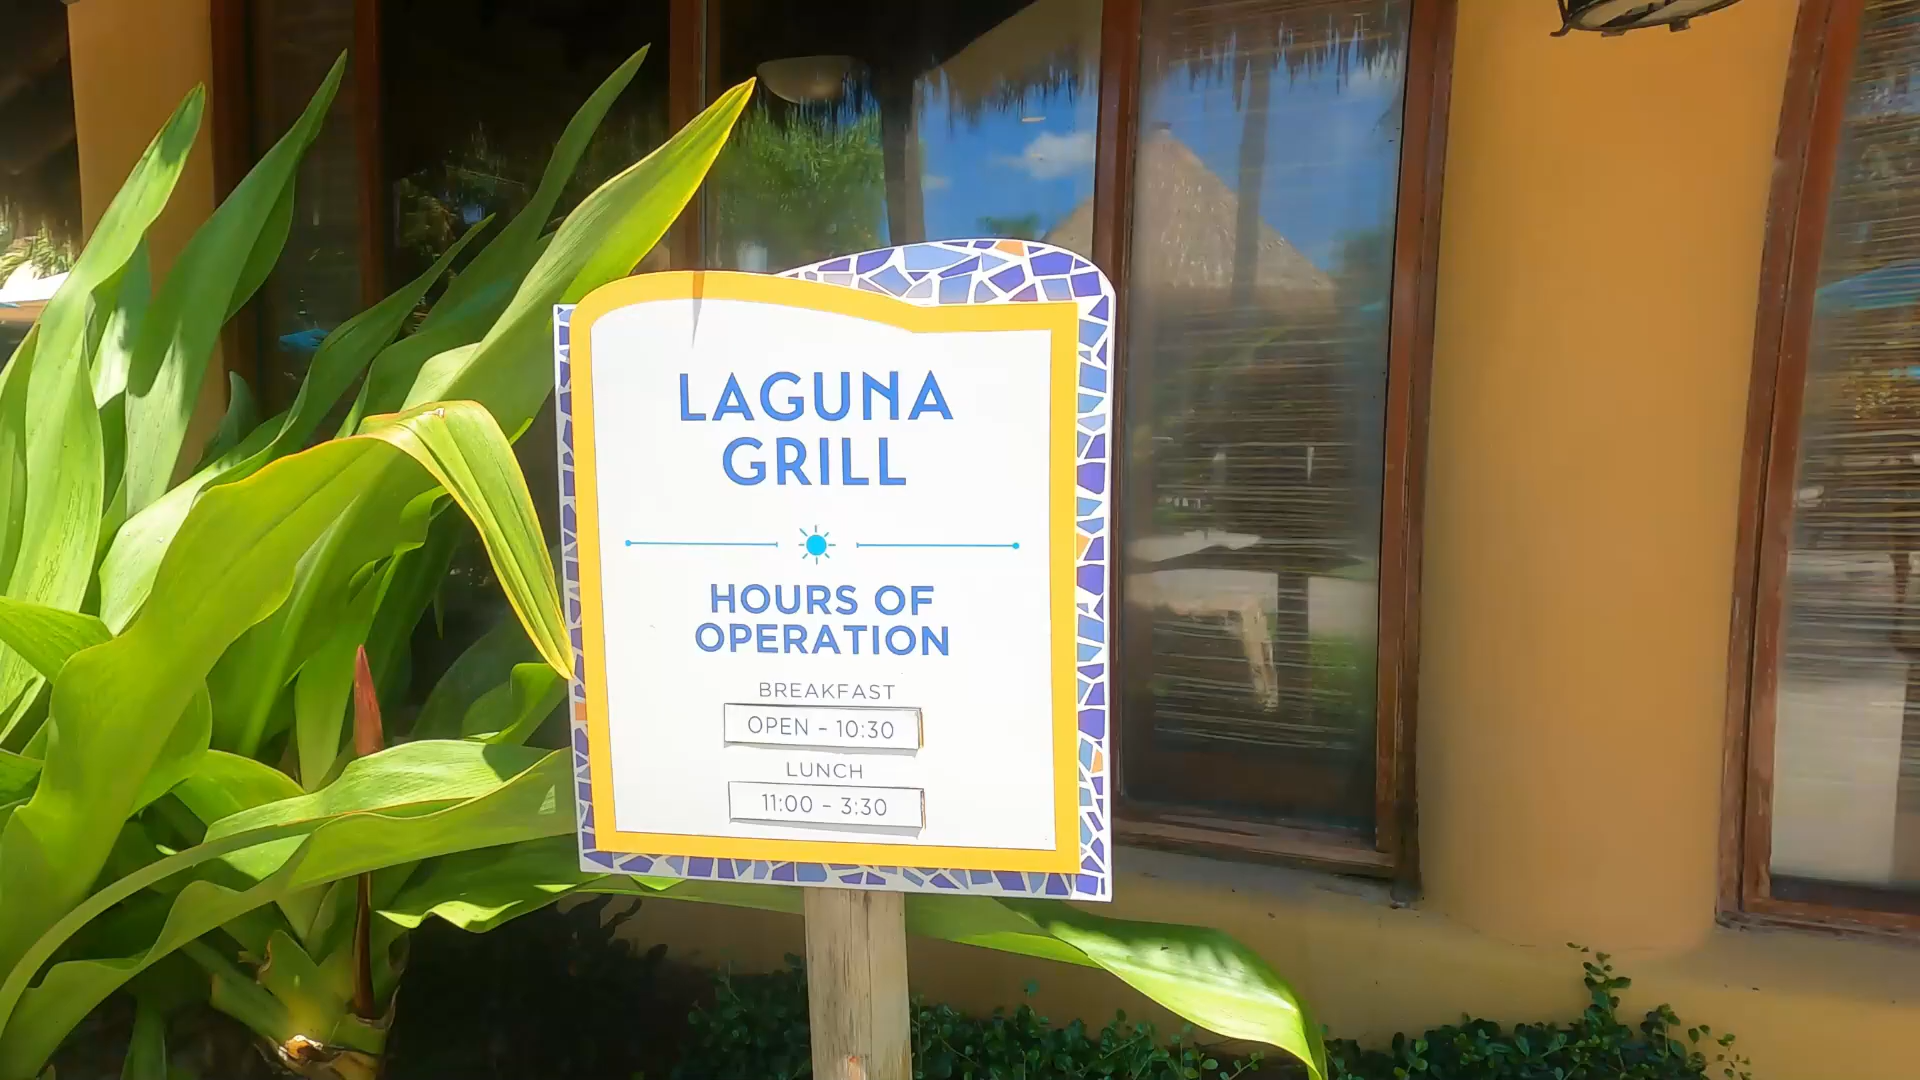 LAGUNA
GRILL
HOURS OF
OPERATION
BREAKFAST
OPEN - 10:30
LUNCH
11:00 - 3:30